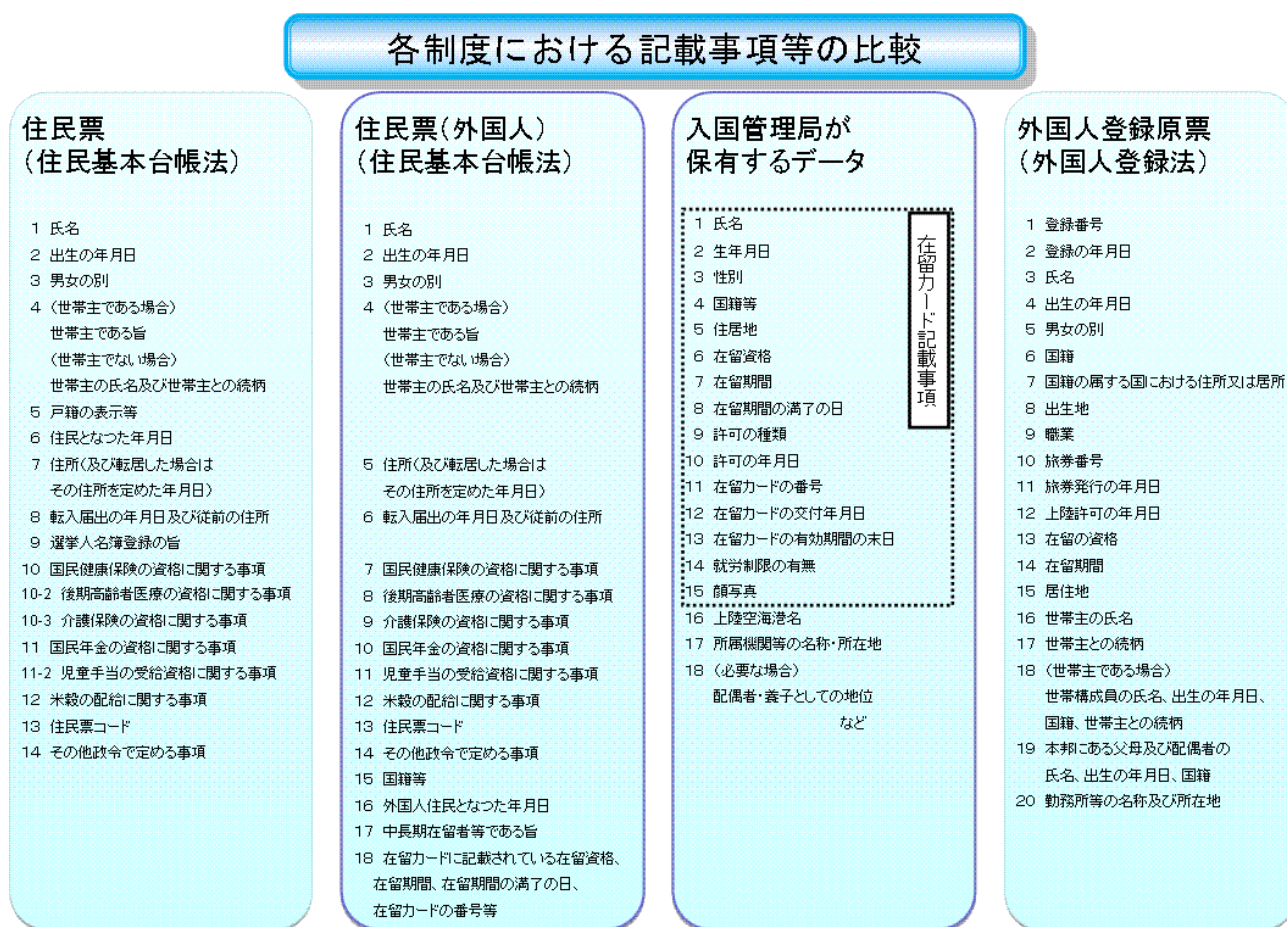 各制度における記載事項等の比較
住民票
(住民基本台帳法)
1 氏名
2 出生の年月日
3 男女の別
4 (世帯主である場合)
世帯主である旨
(世帯主でない場合)
世帯主の氏名及び世帯主との続柄
5 戸籍の表示等
6 住民となつた年月日
7 住所(及び転居した場合は
その住所を定めた年月日)
8 転入届出の年月日及び従前の住所
9 選挙人名簿登録の旨
10 国民健康保険の資格に関する事項
10-2 後期高齢者医療の資格に関する事項
10-3 介護保険の資格に関する事項
11 国民年金の資格に関する事項
11-2 児童手当の受給資格に関する事項
12 米穀の配給に関する事項
13 住民票コード
14 その他政令で定める事項
住民票(外国人)
(住民基本台帳法)
1 氏名
2 出生の年月日
3 男女の別
4 (世帯主である場合)
世帯主である旨
(世帯主でない場合)
世帯主の氏名及び世帯主との続柄
5 住所(及び転居した場合は
その住所を定めた年月日)
6 転入届出の年月日及び従前の住所
7 国民健康保険の資格に関する事項
8 後期高齢者医療の資格に関する事項
9 介護保険の資格に関する事項
10 国民年金の資格に関する事項
11 児童手当の受給資格に関する事項
12 米穀の配給に関する事項
13 住民票コード
14 その他政令で定める事項
15 国籍等
16 外国人住民となつた年月日
17 中長期在留者等である旨
18 在留カードに記載されている在留資格、
在留期間、在留期間の満了の日、
在留カードの番号等
入国管理局が
保有するデータ
1 氏名
2 生年月日
3 性別
4 国籍等
5 住居地
6 在留資格
7 在留期間
8 在留期間の満了の日
9 許可の種類
10 許可の年月日
11 在留カードの番号
12 在留カードの交付年月日
13 在留カードの有効期間の末日
14 就労制限の有無
15 顔写真
在留カード記載事項
16 上陸空海港名
17 所属機関等の名称・所在地
18 (必要な場合)
配偶者・養子としての地位
など
外国人登録原票
(外国人登録法)
1 登録番号
2 登録の年月日
3 氏名
4 出生の年月日
5 男女の別
6 国籍
7 国籍の属する国における住所又は居所
8 出生地
9 職業
10 旅券番号
11 旅券発行の年月日
12 上陸許可の年月日
13 在留の資格
14 在留期間
15 居住地
16 世帯主の氏名
17 世帯主との続柄
18 (世帯主である場合)
世帯構成員の氏名、出生の年月日、
国籍、世帯主との続柄
19 本邦にある父母及び配偶者の
氏名、出生の年月日、国籍
20 勤務所等の名称及び所在地